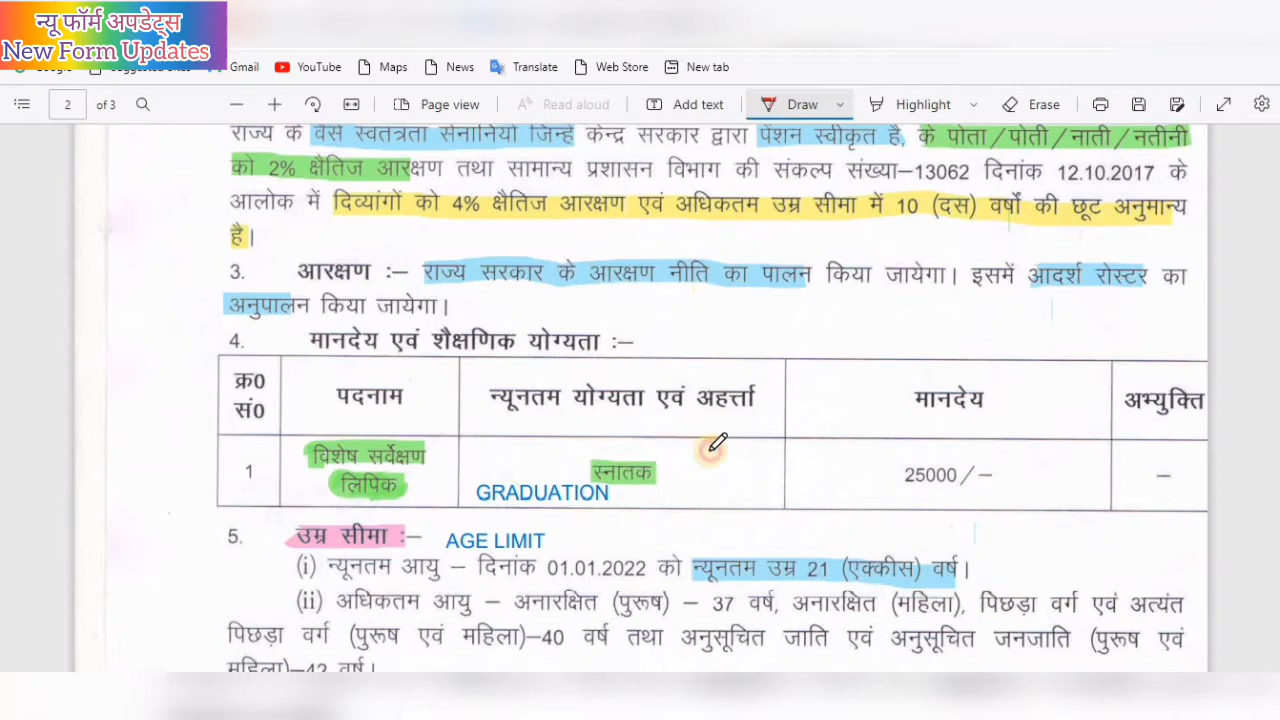 न्यू फॉर्म अपडेट्स
New Form Updates
Gmail YouTube Maps News Translate Web Store New tab
2 of 3 Page view Read aloud Add text Draw Highlight Erase
राज्य के वैसे स्वतंत्रता सेनानियों जिन्हें केन्द्र सरकार द्वारा पेंशन स्वीकृत है, के पोता/पोती/नाती/नतीनी
को 2% क्षैतिज आरक्षण तथा सामान्य प्रशासन विभाग की संकल्प संख्या–13062 दिनांक 12.10.2017 के
आलोक में दिव्यांगों को 4% क्षैतिज आरक्षण एवं अधिकतम उम्र सीमा में 10 (दस) वर्षों की छूट अनुमान्य
है।
3. आरक्षण :– राज्य सरकार के आरक्षण नीति का पालन किया जायेगा। इसमें आदर्श रोस्टर का
अनुपालन किया जायेगा।
4. मानदेय एवं शैक्षणिक योग्यता :–
क्र0 सं0 पदनाम न्यूनतम योग्यता एवं अहर्त्ता मानदेय अभ्युक्ति
1 विशेष सर्वेक्षण लिपिक स्नातक 25000/– –
GRADUATION
5. उम्र सीमा :– AGE LIMIT
(i) न्यूनतम आयु – दिनांक 01.01.2022 को न्यूनतम उम्र 21 (एक्कीस) वर्ष।
(ii) अधिकतम आयु – अनारक्षित (पुरूष) – 37 वर्ष, अनारक्षित (महिला), पिछड़ा वर्ग एवं अत्यंत
पिछड़ा वर्ग (पुरूष एवं महिला)–40 वर्ष तथा अनुसूचित जाति एवं अनुसूचित जनजाति (पुरूष एवं
महिला)–42 वर्ष।